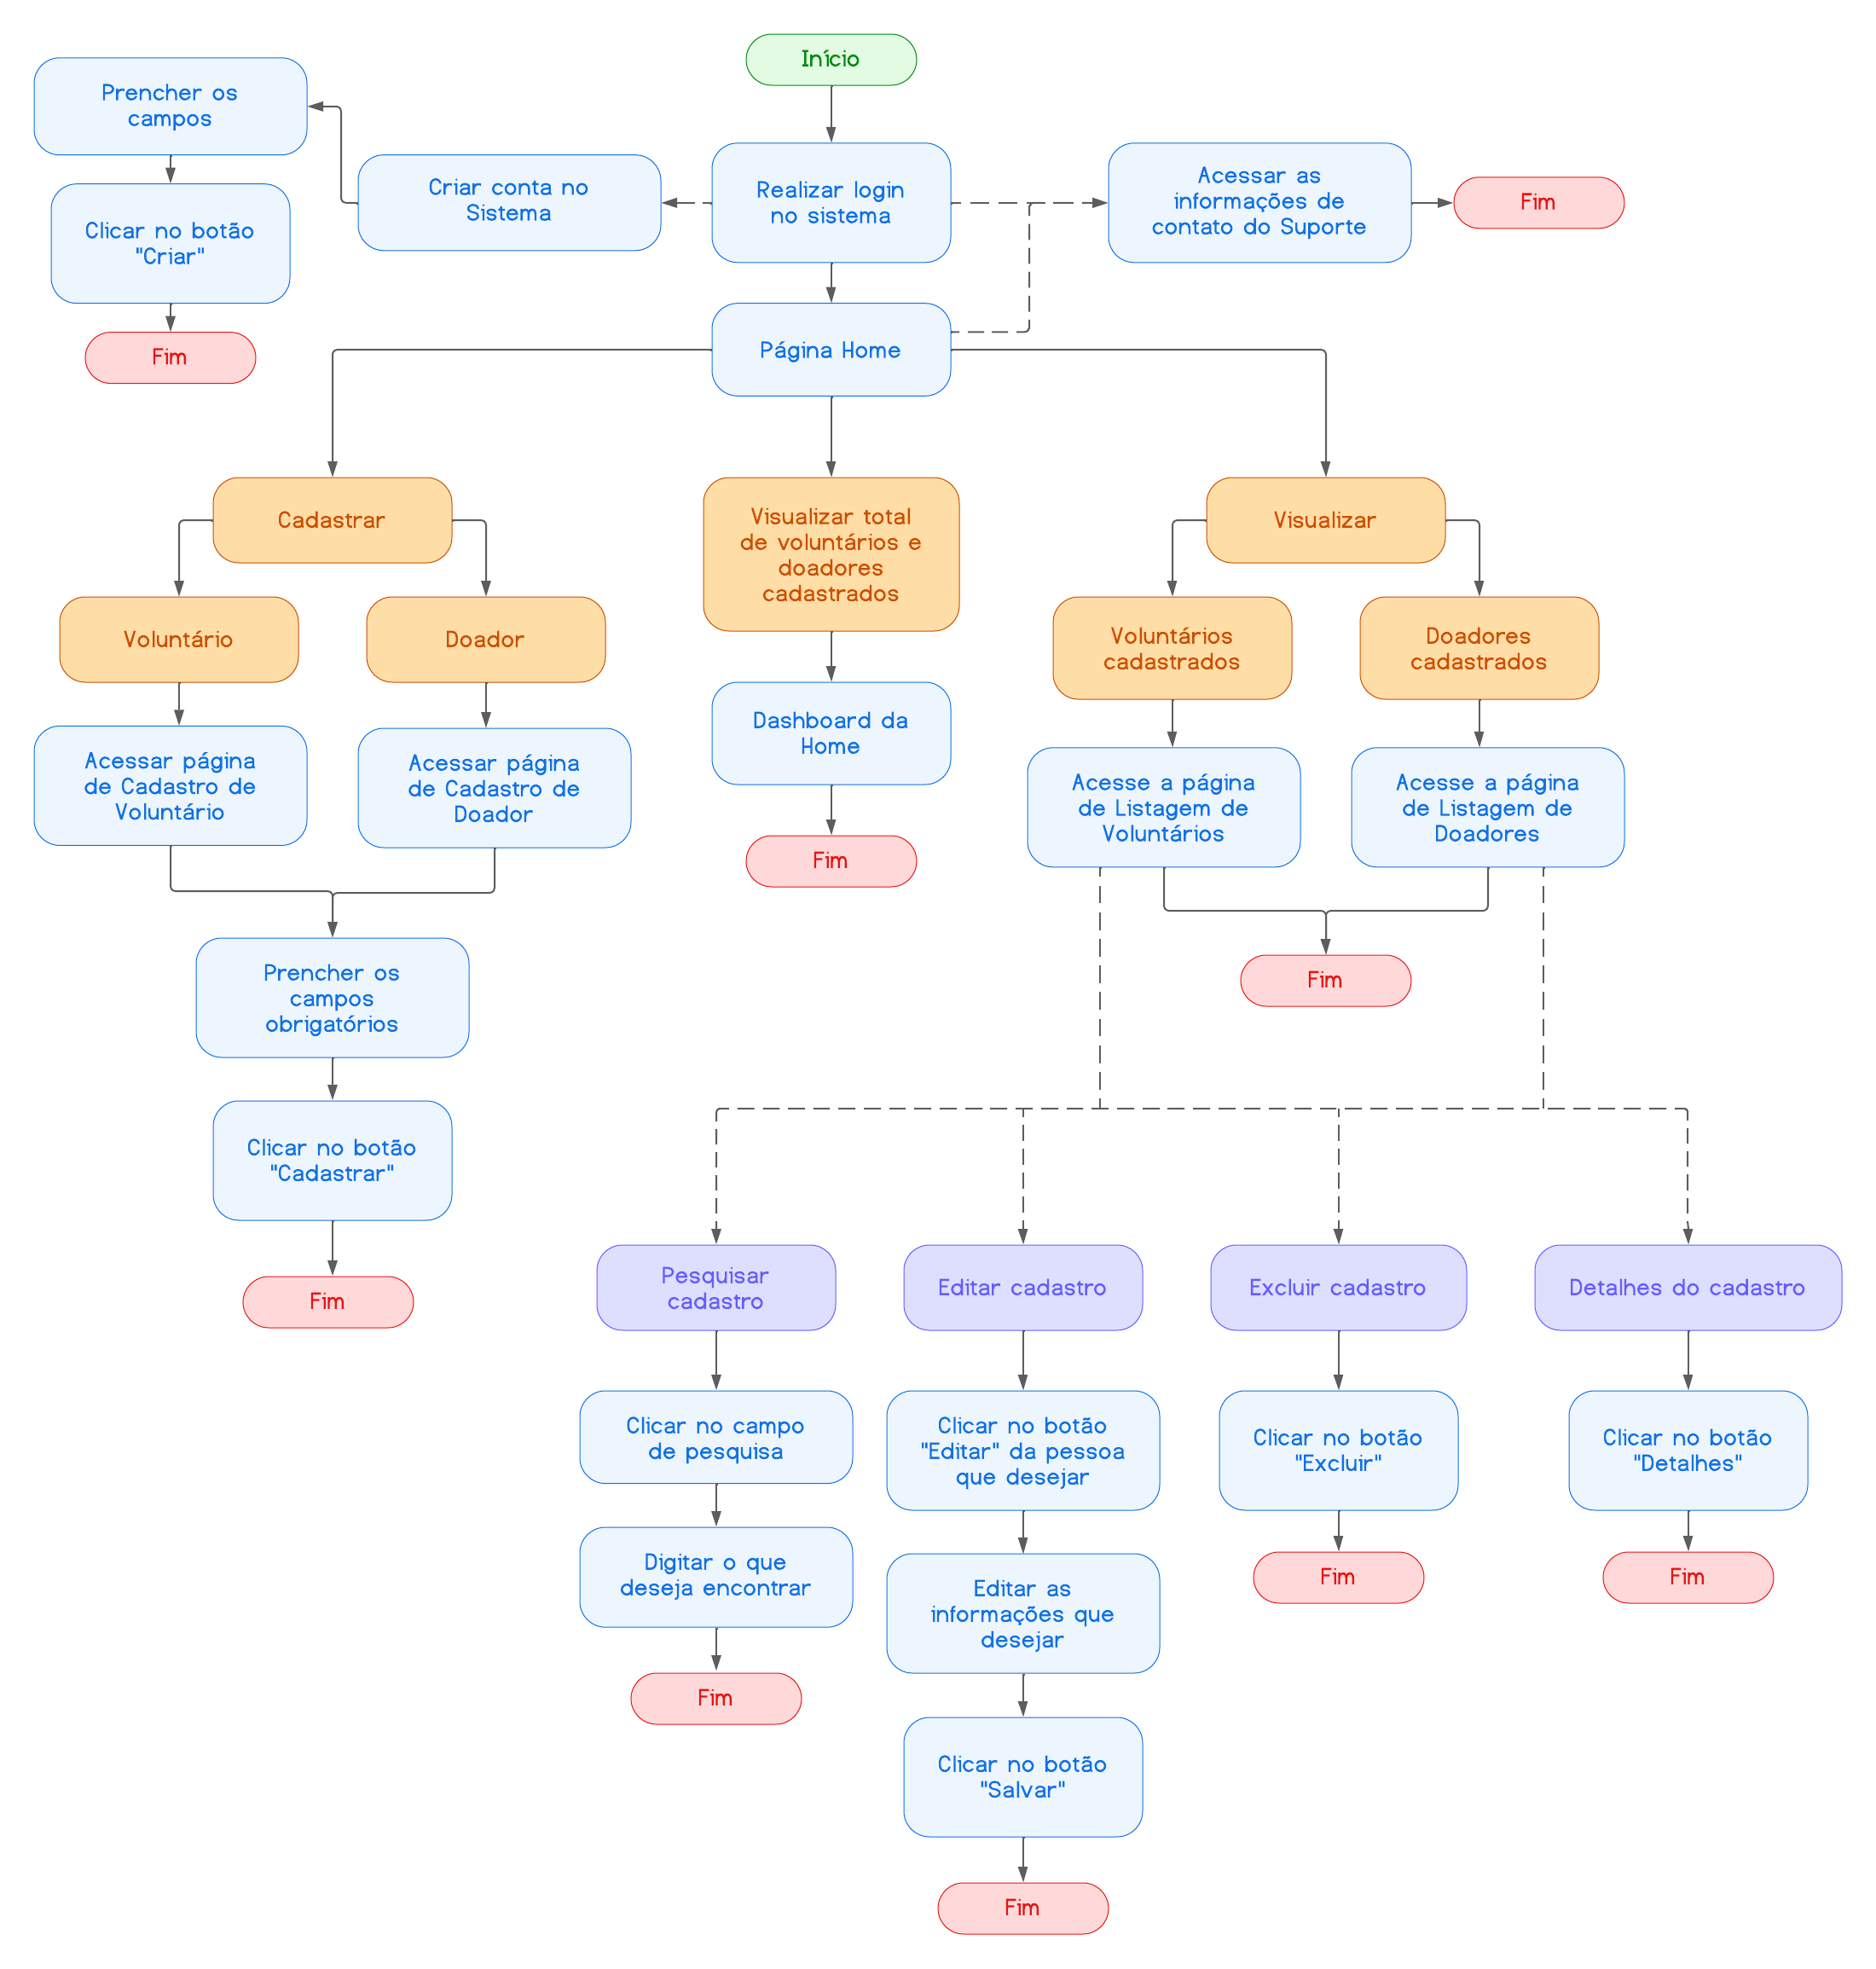 Início
Prencher os
campos
Criar conta no
Sistema
Realizar login
no sistema
Acessar as
informações de
contato do Suporte
Fim
Clicar no botão
"Criar"
Fim
Página Home
Cadastrar
Visualizar total
de voluntários e
doadores
cadastrados
Visualizar
Voluntário
Doador
Voluntários
cadastrados
Doadores
cadastrados
Acessar página
de Cadastro de
Voluntário
Acessar página
de Cadastro de
Doador
Dashboard da
Home
Acesse a página
de Listagem de
Voluntários
Acesse a página
de Listagem de
Doadores
Fim
Fim
Prencher os
campos
obrigatórios
Clicar no botão
"Cadastrar"
Fim
Pesquisar
cadastro
Editar cadastro
Excluir cadastro
Detalhes do cadastro
Clicar no campo
de pesquisa
Clicar no botão
"Editar" da pessoa
que desejar
Clicar no botão
"Excluir"
Clicar no botão
"Detalhes"
Digitar o que
deseja encontrar
Editar as
informações que
desejar
Fim
Fim
Fim
Clicar no botão
"Salvar"
Fim